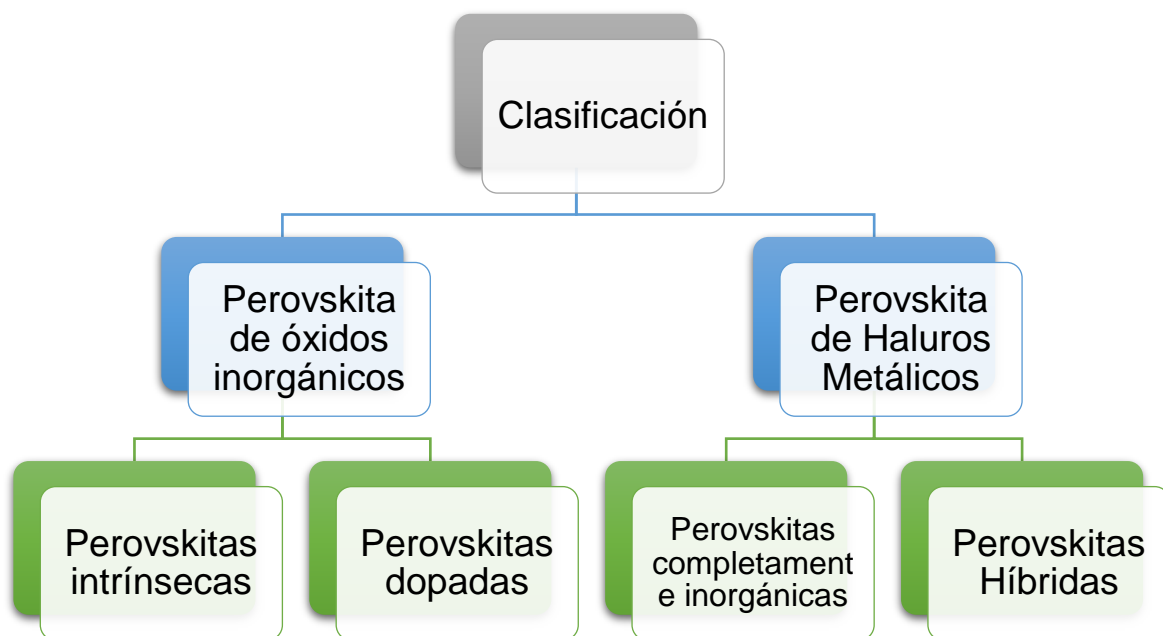 Clasificación
Perovskita
de óxidos
inorgánicos
Perovskita
de Haluros
Metálicos
Perovskitas
intrínsecas
Perovskitas
dopadas
Perovskitas
completament
e inorgánicas
Perovskitas
Híbridas